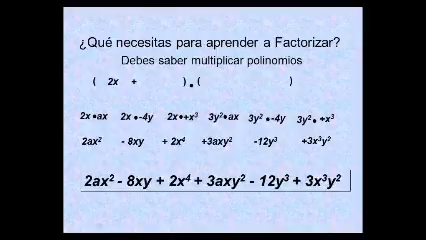 ¿Qué necesitas para aprender a Factorizar?
Debes saber multiplicar polinomios
( 2x + ) • ( )
2x •ax 2x •-4y 2x•+x³ 3y²•ax 3y² •-4y 3y² • +x³
2ax² - 8xy + 2x⁴ +3axy² -12y³ +3x³y²
2ax² - 8xy + 2x⁴ + 3axy² - 12y³ + 3x³y²